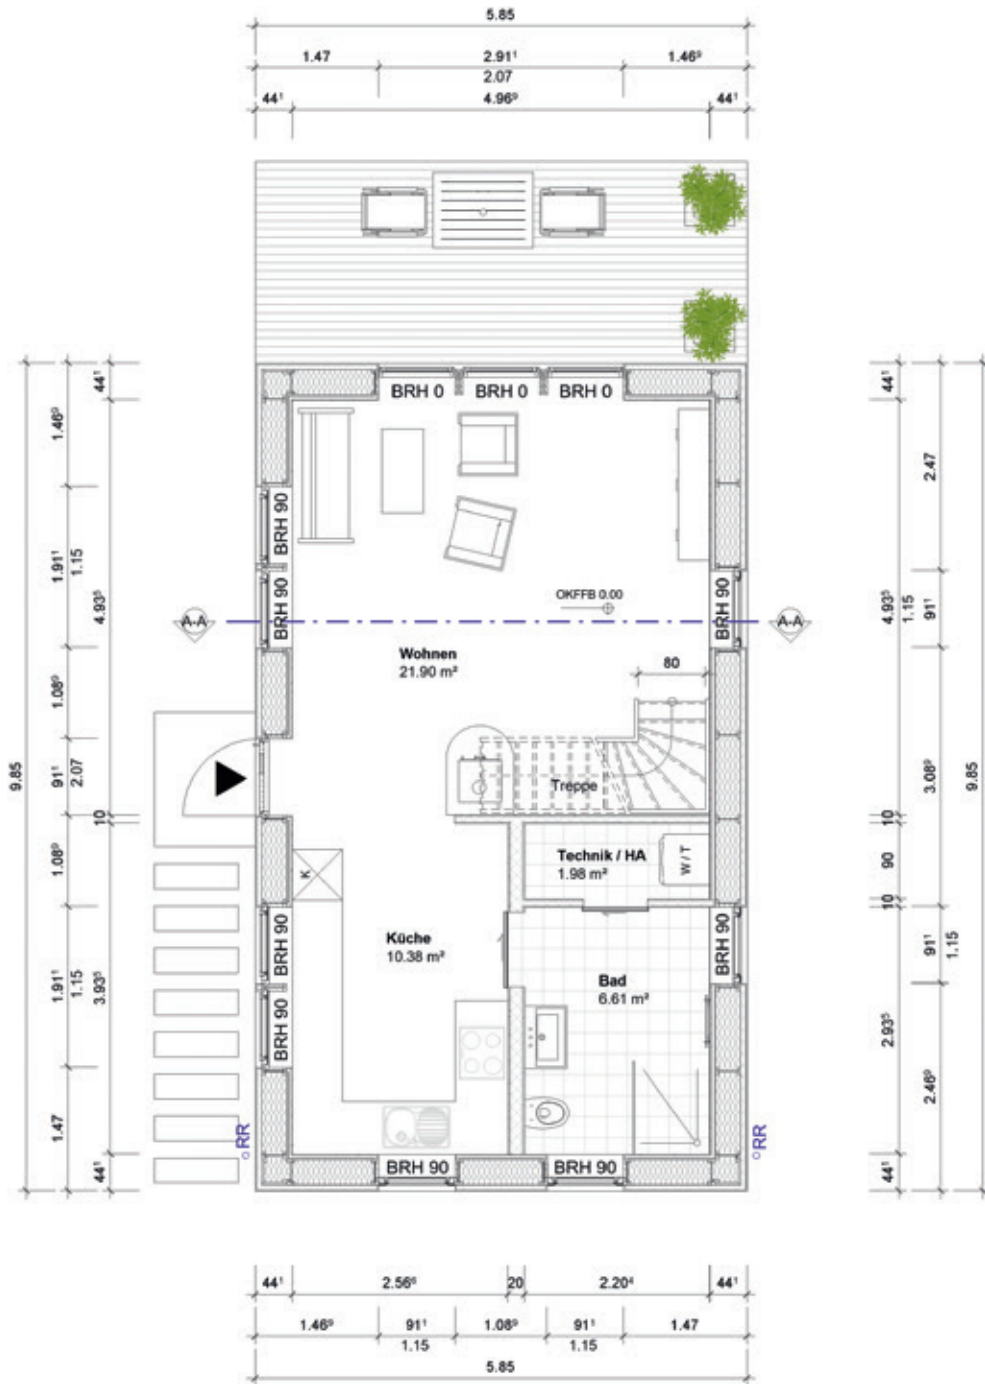 5.85
1.47 2.91¹ 1.46⁹
2.07
44¹ 4.96⁹ 44¹
BRH 0 BRH 0 BRH 0
44¹
1.46⁹
BRH 90
1.91¹
1.15
4.93⁵
BRH 90
A-A
OKFFB 0.00
Wohnen
21.90 m²
80
1.08⁹
91¹
2.07
9.85
10
1.08⁹
Treppe
Technik / HA
1.98 m²
W / T
K
Küche
10.38 m²
Bad
6.61 m²
BRH 90
BRH 90
1.91¹
1.15
3.93⁵
1.47
44¹
RR
BRH 90 BRH 90
RR
44¹
2.47
BRH 90
A-A
4.93⁵
1.15
91¹
3.08⁹
9.85
10
90
10
BRH 90
91¹
1.15
2.93⁵
2.46⁹
44¹
44¹ 2.56⁶ 20 2.20⁴ 44¹
1.46⁹ 91¹ 1.08⁹ 91¹ 1.47
1.15 1.15
5.85